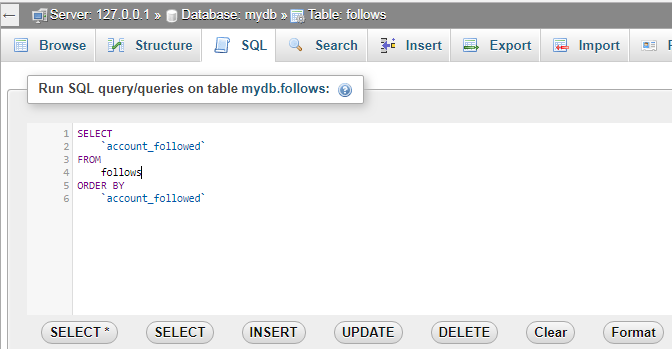 Server: 127.0.0.1 » Database: mydb » Table: follows
Browse Structure SQL Search Insert Export Import
Run SQL query/queries on table mydb.follows:
1 SELECT
2 `account_followed`
3 FROM
4 follows
5 ORDER BY
6 `account_followed`
SELECT * SELECT INSERT UPDATE DELETE Clear Format